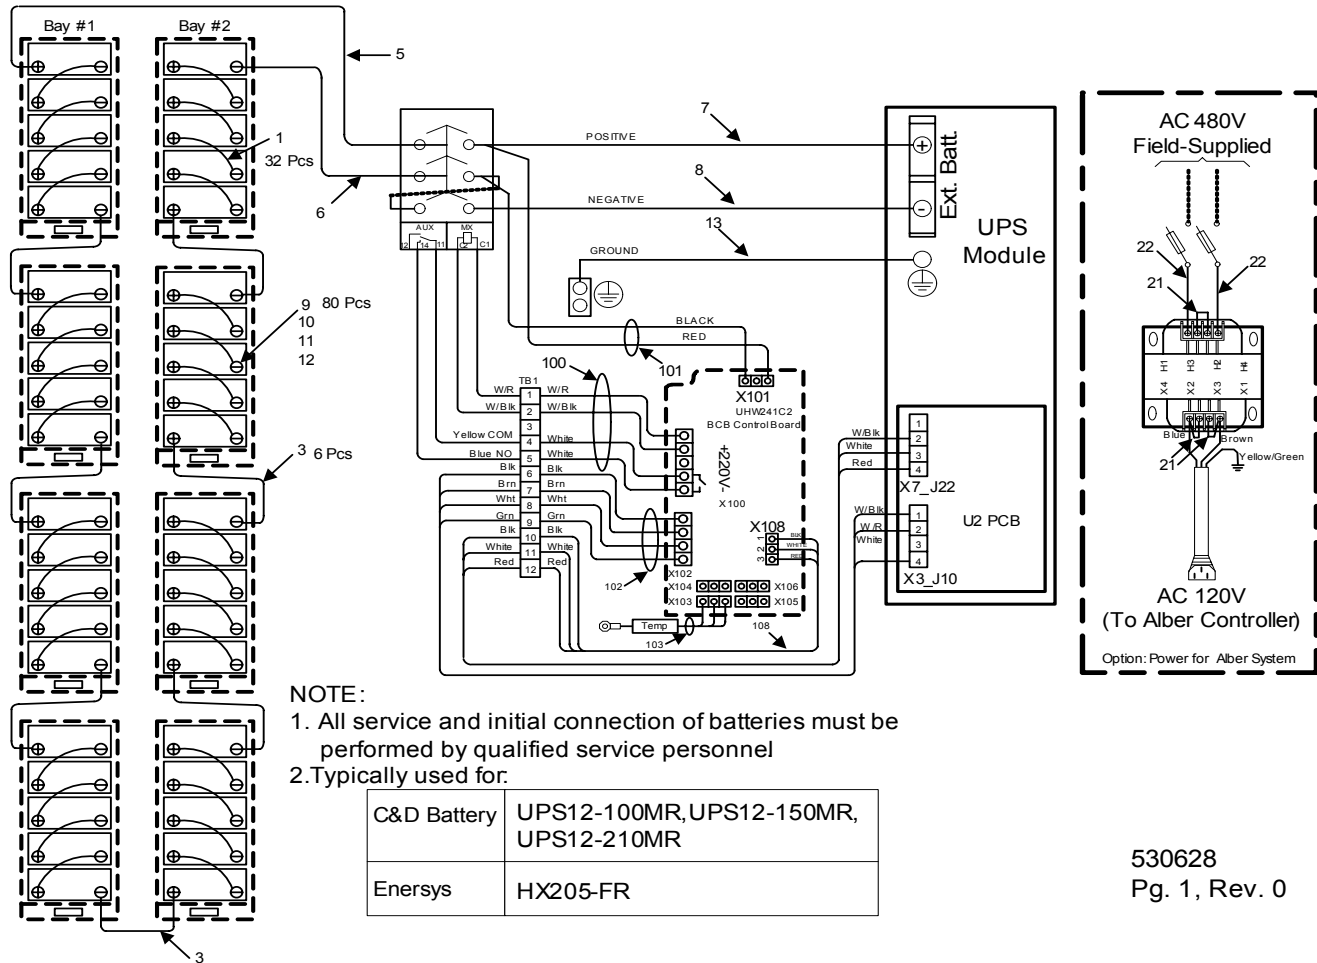 Bay #1
Bay #2
5
1
32 Pcs
6
9 80 Pcs
10
11
12
3 6 Pcs
3
7
POSITIVE
8
NEGATIVE
13
GROUND
AUX
MX
12
14
11
C2
C1
Ext. Batt.
UPS
Module
BLACK
RED
100
101
TB1
W/R 1 W/R
W/Blk 2 W/Blk
3
Yellow COM 4 White
Blue NO 5 White
Blk 6 Blk
Brn 7 Brn
Wht 8 Wht
Grn 9 Grn
Blk 10 Blk
White 11 White
Red 12 Red
X101
UHW241C2
BCB Control Board
+220V-
X100
X108
1 BLK
2 WHITE
3 RED
X102
X104
X106
X103
X105
102
Temp
103
108
W/Blk
White
Red
1
2
3
4
X7_J22
W/Blk
W/R
White
1
2
3
4
X3_J10
U2 PCB
AC 480V
Field-Supplied
22
21
22
H1 H3 H2 H4
X4 X2 X3 X1
Blue
Brown
21
Yellow/Green
AC 120V
(To Alber Controller)
Option: Power for Alber System
NOTE:
1. All service and initial connection of batteries must be
performed by qualified service personnel
2.Typically used for:
C&D Battery
UPS12-100MR,UPS12-150MR,
UPS12-210MR
Enersys
HX205-FR
530628
Pg. 1, Rev. 0